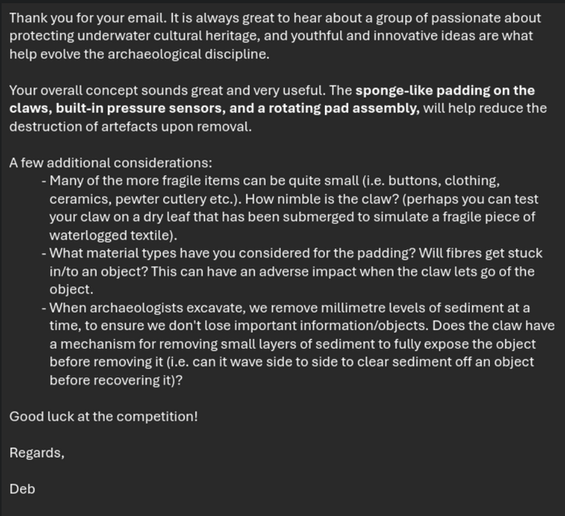 Thank you for your email. It is always great to hear about a group of passionate about
protecting underwater cultural heritage, and youthful and innovative ideas are what
help evolve the archaeological discipline.
Your overall concept sounds great and very useful. The sponge-like padding on the
claws, built-in pressure sensors, and a rotating pad assembly, will help reduce the
destruction of artefacts upon removal.
A few additional considerations:
- Many of the more fragile items can be quite small (i.e. buttons, clothing,
ceramics, pewter cutlery etc.). How nimble is the claw? (perhaps you can test
your claw on a dry leaf that has been submerged to simulate a fragile piece of
waterlogged textile).
- What material types have you considered for the padding? Will fibres get stuck
in/to an object? This can have an adverse impact when the claw lets go of the
object.
- When archaeologists excavate, we remove millimetre levels of sediment at a
time, to ensure we don't lose important information/objects. Does the claw have
a mechanism for removing small layers of sediment to fully expose the object
before removing it (i.e. can it wave side to side to clear sediment off an object
before recovering it)?
Good luck at the competition!
Regards,
Deb